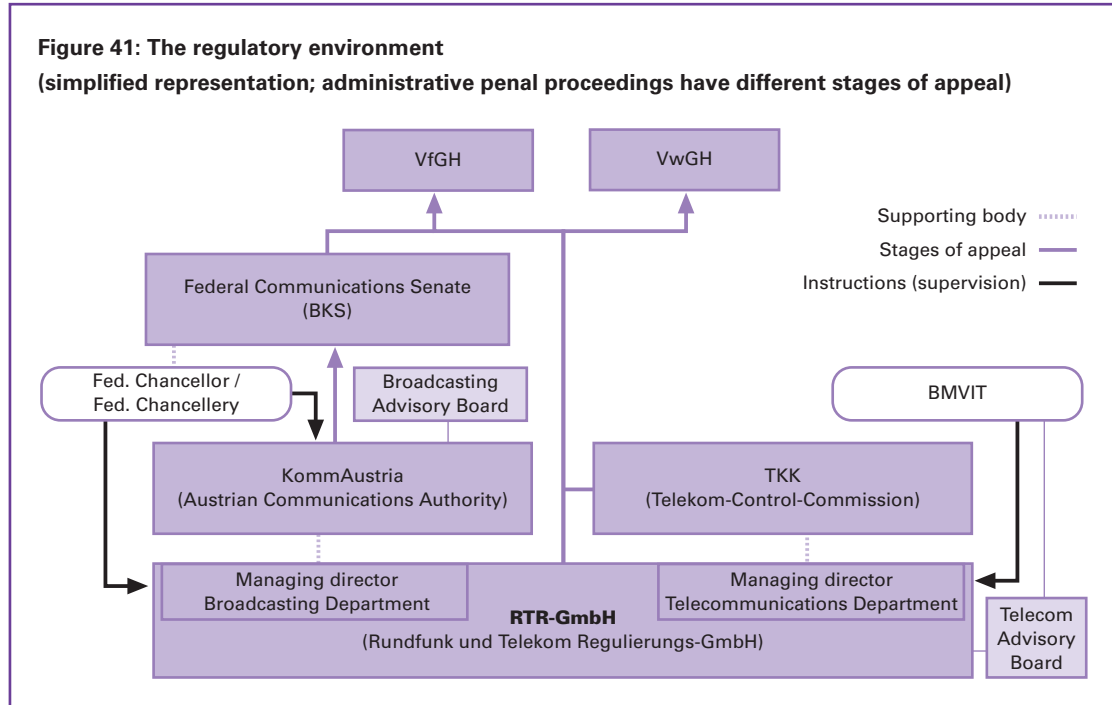 Figure 41: The regulatory environment
(simplified representation; administrative penal proceedings have different stages of appeal)
VfGH
VwGH
Supporting body
Stages of appeal
Instructions (supervision)
Federal Communications Senate
(BKS)
Fed. Chancellor /
Fed. Chancellery
Broadcasting
Advisory Board
BMVIT
KommAustria
(Austrian Communications Authority)
TKK
(Telekom-Control-Commission)
Managing director
Broadcasting Department
Managing director
Telecommunications Department
RTR-GmbH
(Rundfunk und Telekom Regulierungs-GmbH)
Telecom
Advisory
Board